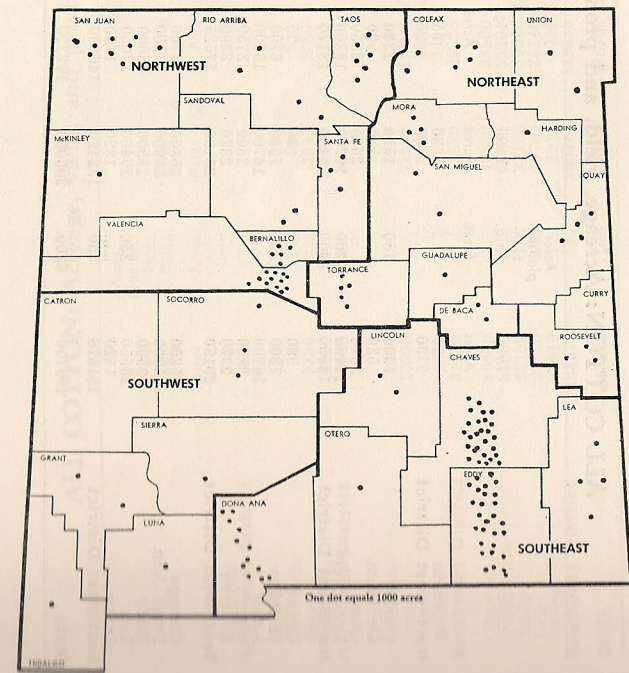 SAN JUAN
RIO ARRIBA
TAOS
COLFAX
UNION
NORTHWEST
NORTHEAST
SANDOVAL
MORA
HARDING
McKINLEY
SANTA FE
SAN MIGUEL
QUAY
VALENCIA
BERNALILLO
GUADALUPE
TORRANCE
CURRY
CATRON
SOCORRO
DE BACA
ROOSEVELT
LINCOLN
CHAVES
SOUTHWEST
LEA
SIERRA
OTERO
GRANT
EDDY
DONA ANA
LUNA
SOUTHEAST
One dot equals 1000 acres
HIDALGO